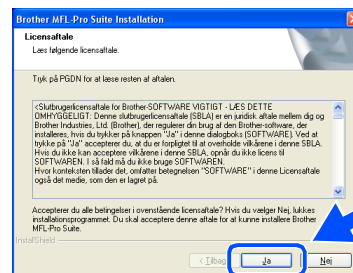 Brother MFL-Pro Suite Installation
Licensaftale
Læs følgende licensaftale.
Tryk på PGDN for at læse resten af aftalen.
<Slutbrugerlicensaftale for Brother-SOFTWARE VIGTIGT - LÆS DETTE
OMHYGGELIGT: Denne slutbrugerlicensaftale (SBLA) er en juridisk aftale mellem dig og
Brother Industries, Ltd. (Brother), der regulerer din brug af den Brother-software, der
installeres, hvis du trykker på knappen "Ja" i denne dialogboks (SOFTWARE). Ved at
trykke på "Ja" accepterer du, at du er forpligtet til at overholde vilkårene i denne SBLA.
Hvis du ikke kan acceptere vilkårene i denne SBLA, opnår du ikke licens til
SOFTWAREN. I så fald må du ikke bruge SOFTWAREN.
Hvor konteksten tillader det, omfatter betegnelsen "SOFTWARE" i denne Licensaftale
også det medie, som den er lagret på.
Accepterer du alle betingelser i ovenstående licensaftale? Hvis du vælger Nej, lukkes
installationsprogrammet. Du skal acceptere denne aftale for at kunne installere Brother
MFL-Pro Suite.
InstallShield
< Tilbag Ja Nej